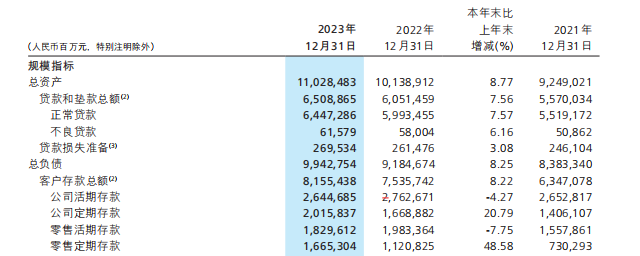 本年末比
2023年 2022年 上年末 2021年
(人民币百万元，特别注明除外) 12月31日 12月31日 增减(%) 12月31日
规模指标
总资产 11,028,483 10,138,912 8.77 9,249,021
贷款和垫款总额(2) 6,508,865 6,051,459 7.56 5,570,034
正常贷款 6,447,286 5,993,455 7.57 5,519,172
不良贷款 61,579 58,004 6.16 50,862
贷款损失准备(3) 269,534 261,476 3.08 246,104
总负债 9,942,754 9,184,674 8.25 8,383,340
客户存款总额(2) 8,155,438 7,535,742 8.22 6,347,078
公司活期存款 2,644,685 2,762,671 -4.27 2,652,817
公司定期存款 2,015,837 1,668,882 20.79 1,406,107
零售活期存款 1,829,612 1,983,364 -7.75 1,557,861
零售定期存款 1,665,304 1,120,825 48.58 730,293